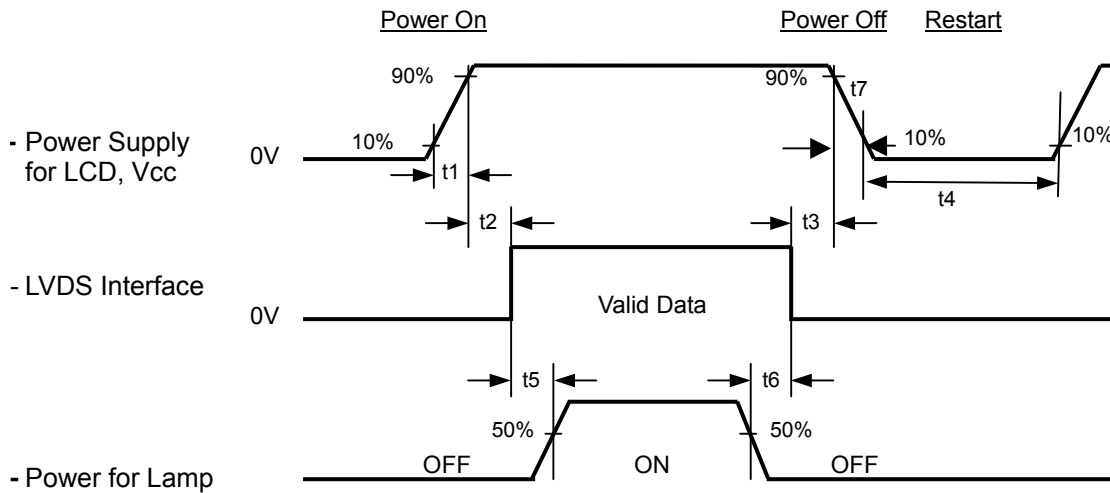 Power On
Power Off
Restart
90%
90%
t7
- Power Supply
for LCD, Vcc
0V
10%
10%
10%
t1
t4
t2
t3
- LVDS Interface
0V
Valid Data
t5
t6
50%
50%
- Power for Lamp
OFF
ON
OFF